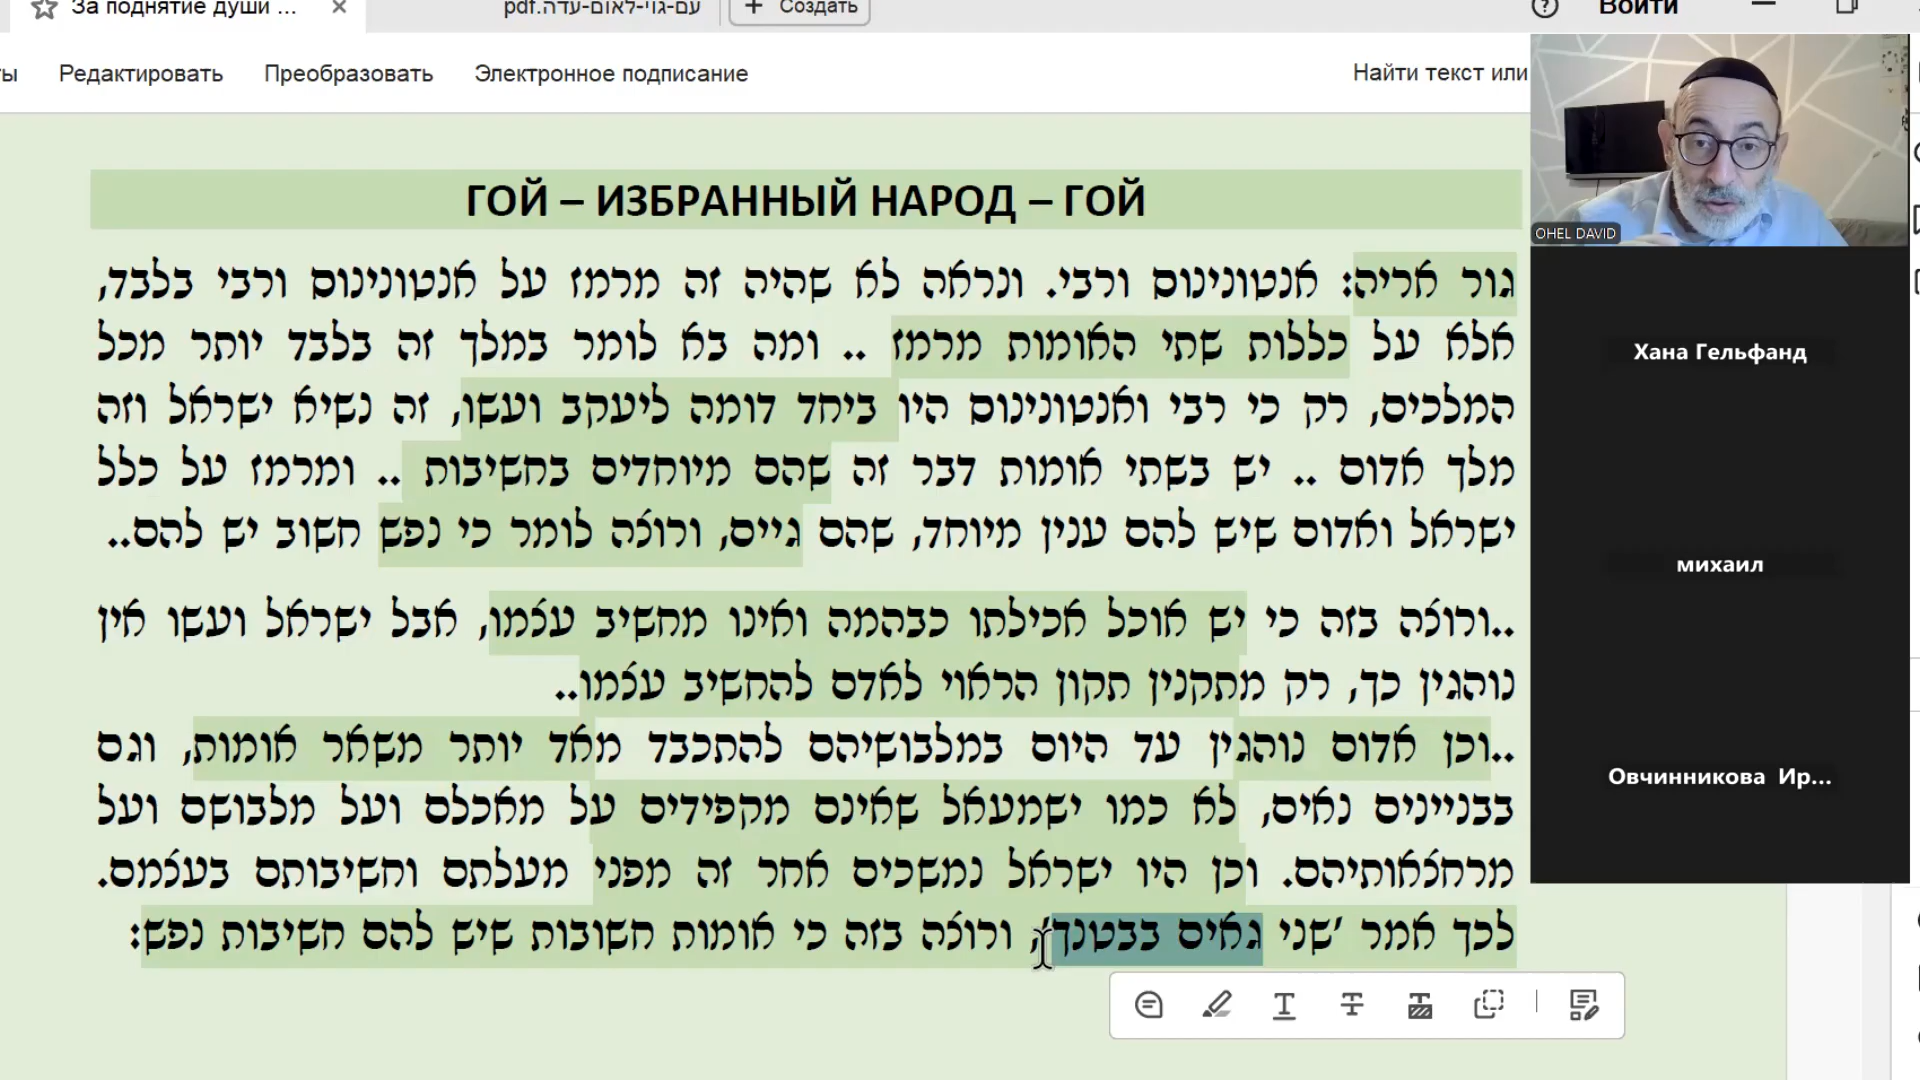 За поднятие души ...
עם-גוי-לאום-עדה.pdf
Создать
Войти
ты
Редактировать
Преобразовать
Электронное подписание
Найти текст или
ГОЙ – ИЗБРАННЫЙ НАРОД – ГОЙ
גור אריה: אנטונינוס ורבי. ונראה לא שהיה זה מרמז על אנטונינוס ורבי בלבד,
אלא על כללות שתי האומות מרמז .. ומה בא לומר במלך זה בלבד יותר מכל
המלכים, רק כי רבי ואנטונינוס היו ביחד דומה ליעקב ועשו, זה נשיא ישראל וזה
מלך אדום .. יש בשתי אומות דבר זה שהם מיוחדים בחשיבות .. ומרמז על כלל
ישראל ואדום שיש להם ענין מיוחד, שהם גייים, ורוצה לומר כי נפש חשוב יש להם..
..ורוצה בזה כי יש אוכל אכילתו כבהמה ואינו מחשיב עצמו, אבל ישראל ועשו אין
נוהגין כך, רק מתקנין תקון הראוי לאדם להחשיב עצמו..
..וכן אדום נוהגין עד היום במלבושיהם להתכבד מאד יותר משאר אומות, וגם
בבניינים נאים, לא כמו ישמעאל שאינם מקפידים על מאכלם ועל מלבושם ועל
מרחצאותיהם. וכן היו ישראל נמשכים אחר זה מפני מעלתם וחשיבותם בעצמם.
לכך אמר 'שני גאים בבטנך', ורוצה בזה כי אומות חשובות שיש להם חשיבות נפש:
OHEL DAVID
Хана Гельфанд
михаил
Овчинникова Ир...